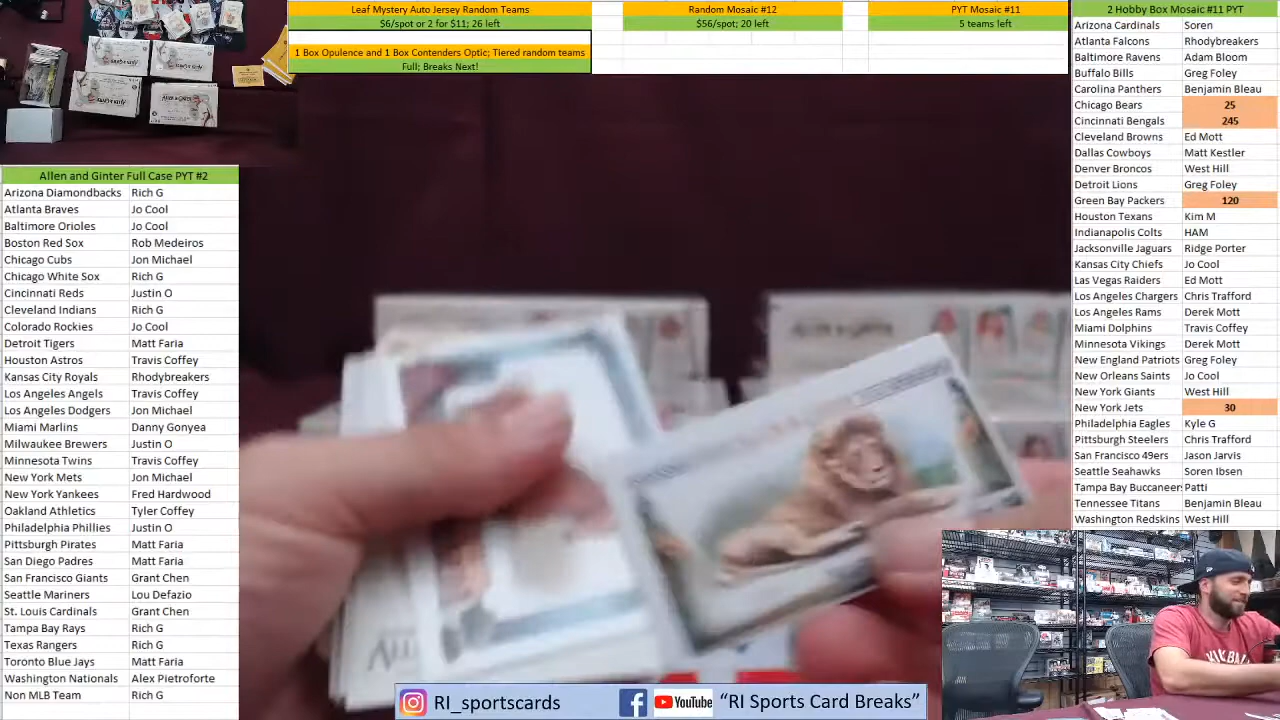 Leaf Mystery Auto Jersey Random Teams
$6/spot or 2 for $11; 26 left
1 Box Opulence and 1 Box Contenders Optic; Tiered random teams
Full; Breaks Next!
Random Mosaic #12
$56/spot; 20 left
PYT Mosaic #11
5 teams left
2 Hobby Box Mosaic #11 PYT
Arizona Cardinals Soren
Atlanta Falcons Rhodybreakers
Baltimore Ravens Adam Bloom
Buffalo Bills Greg Foley
Carolina Panthers Benjamin Bleau
Chicago Bears 25
Cincinnati Bengals 245
Cleveland Browns Ed Mott
Dallas Cowboys Matt Kestler
Denver Broncos West Hill
Detroit Lions Greg Foley
Green Bay Packers 120
Houston Texans Kim M
Indianapolis Colts HAM
Jacksonville Jaguars Ridge Porter
Kansas City Chiefs Jo Cool
Las Vegas Raiders Ed Mott
Los Angeles Chargers Chris Trafford
Los Angeles Rams Derek Mott
Miami Dolphins Travis Coffey
Minnesota Vikings Derek Mott
New England Patriots Greg Foley
New Orleans Saints Jo Cool
New York Giants West Hill
New York Jets 30
Philadelphia Eagles Kyle G
Pittsburgh Steelers Chris Trafford
San Francisco 49ers Jason Jarvis
Seattle Seahawks Soren Ibsen
Tampa Bay Buccaneer Patti
Tennessee Titans Benjamin Bleau
Washington Redskins West Hill
Allen and Ginter Full Case PYT #2
Arizona Diamondbacks Rich G
Atlanta Braves Jo Cool
Baltimore Orioles Jo Cool
Boston Red Sox Rob Medeiros
Chicago Cubs Jon Michael
Chicago White Sox Rich G
Cincinnati Reds Justin O
Cleveland Indians Rich G
Colorado Rockies Jo Cool
Detroit Tigers Matt Faria
Houston Astros Travis Coffey
Kansas City Royals Rhodybreakers
Los Angeles Angels Travis Coffey
Los Angeles Dodgers Jon Michael
Miami Marlins Danny Gonyea
Milwaukee Brewers Justin O
Minnesota Twins Travis Coffey
New York Mets Jon Michael
New York Yankees Fred Hardwood
Oakland Athletics Tyler Coffey
Philadelphia Phillies Justin O
Pittsburgh Pirates Matt Faria
San Diego Padres Matt Faria
San Francisco Giants Grant Chen
Seattle Mariners Lou Defazio
St. Louis Cardinals Grant Chen
Tampa Bay Rays Rich G
Texas Rangers Rich G
Toronto Blue Jays Matt Faria
Washington Nationals Alex Pietroforte
Non MLB Team Rich G
RI_sportscards
YouTube
"RI Sports Card Breaks"